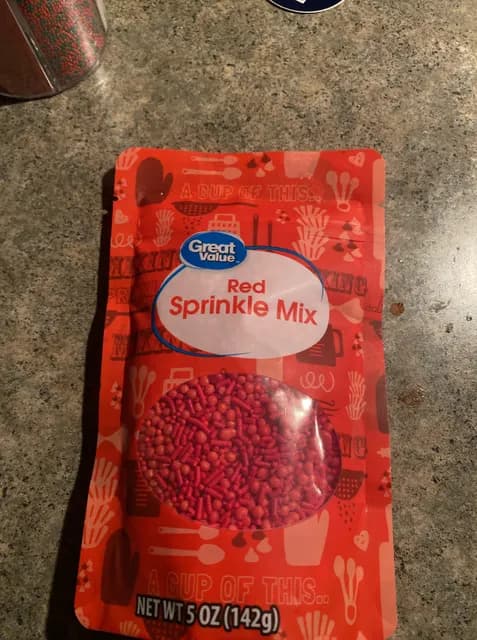 A CUP OF THIS...
Great
Value
Red
Sprinkle Mix
A CUP OF THIS...
NET WT 5 OZ (142g)